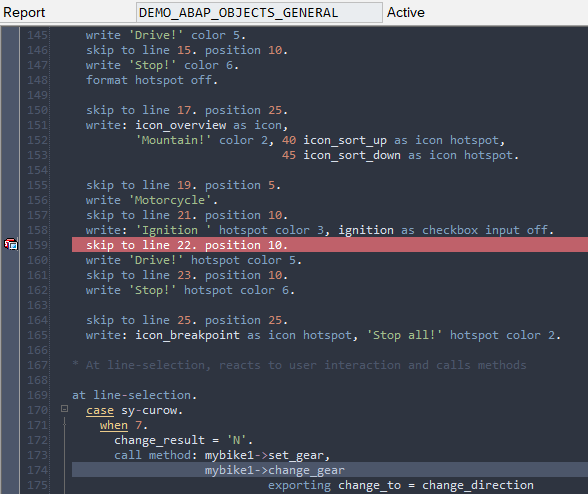 Report DEMO_ABAP_OBJECTS_GENERAL Active
145 write 'Drive!' color 5.
146 skip to line 15. position 10.
147 write 'Stop!' color 6.
148 format hotspot off.
149
150 skip to line 17. position 25.
151 write: icon_overview as icon,
152 'Mountain!' color 2, 40 icon_sort_up as icon hotspot,
153 45 icon_sort_down as icon hotspot.
154
155 skip to line 19. position 5.
156 write 'Motorcycle'.
157 skip to line 21. position 10.
158 write: 'Ignition ' hotspot color 3, ignition as checkbox input off.
159 skip to line 22. position 10.
160 write 'Drive!' hotspot color 5.
161 skip to line 23. position 10.
162 write 'Stop!' hotspot color 6.
163
164 skip to line 25. position 25.
165 write: icon_breakpoint as icon hotspot, 'Stop all!' hotspot color 2.
166
167 * At line-selection, reacts to user interaction and calls methods
168
169 at line-selection.
170 case sy-curow.
171 when 7.
172 change_result = 'N'.
173 call method: mybike1->set_gear,
174 mybike1->change_gear
175 exporting change_to = change_direction